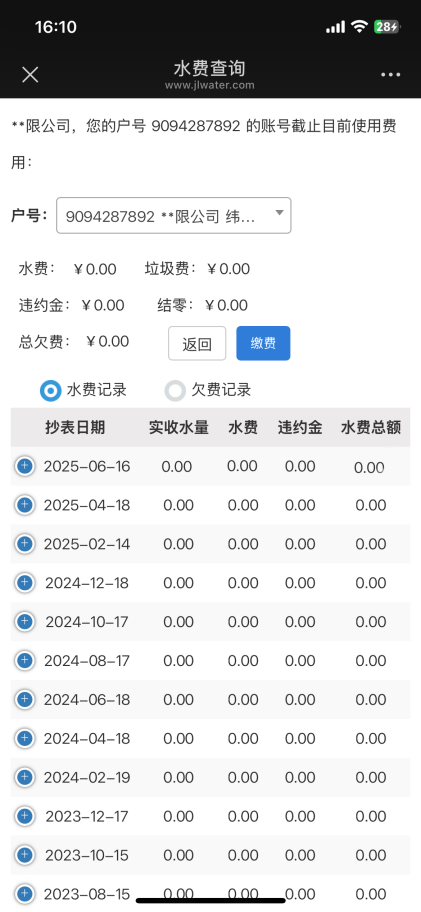 16:10
28
水费查询
www.jlwater.com
**限公司，您的户号 9094287892 的账号截止目前使用费
用：
户号： 9094287892 **限公司 纬...
水费： ￥0.00 垃圾费：￥0.00
违约金：￥0.00 结零：￥0.00
总欠费： ￥0.00 返回 缴费
水费记录 欠费记录
抄表日期 实收水量 水费 违约金 水费总额
2025-06-16 0.00 0.00 0.00 0.00
2025-04-18 0.00 0.00 0.00 0.00
2025-02-14 0.00 0.00 0.00 0.00
2024-12-18 0.00 0.00 0.00 0.00
2024-10-17 0.00 0.00 0.00 0.00
2024-08-17 0.00 0.00 0.00 0.00
2024-06-18 0.00 0.00 0.00 0.00
2024-04-18 0.00 0.00 0.00 0.00
2024-02-19 0.00 0.00 0.00 0.00
2023-12-17 0.00 0.00 0.00 0.00
2023-10-15 0.00 0.00 0.00 0.00
2023-08-15 0.00 0.00 0.00 0.00